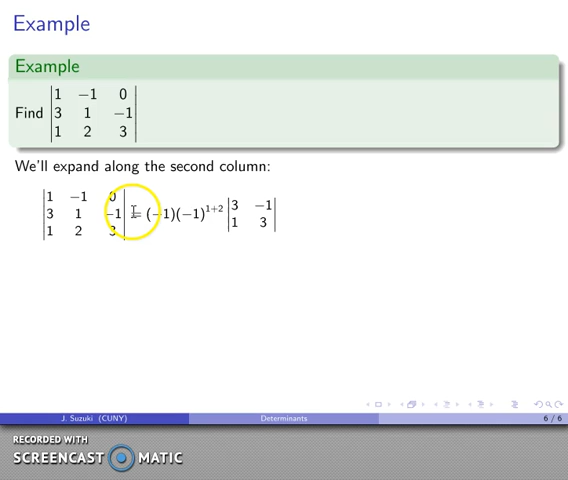 Example
Example
Find
|1 −1 0|
|3 1 −1|
|1 2 3|
We'll expand along the second column:
|1 −1 0|
|3 1 −1| = (−1)(−1)^{1+2} |3 −1|
|1 2 3| |1 3|
J. Suzuki (CUNY) Determinants 6 / 6
RECORDED WITH
SCREENCAST MATIC